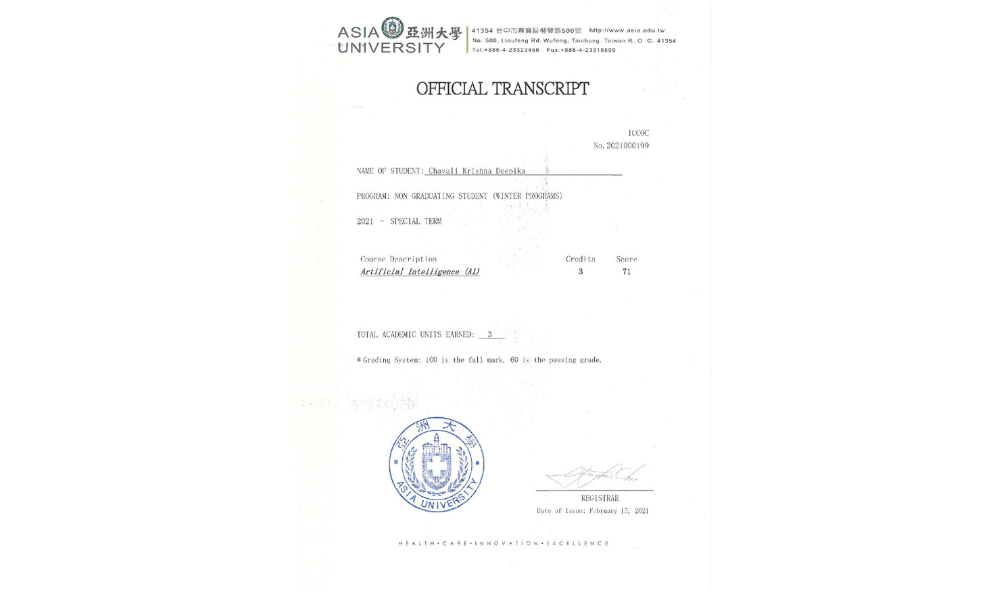 ASIA 亞洲大學
UNIVERSITY
41354 台中市霧峰區柳豐路500號 http://www.asia.edu.tw
No. 500, Lioufeng Rd. Wufeng, Taichung, Taiwan R. O. C. 41354
Tel:+886-4-23323456 Fax:+886-4-23316699
OFFICIAL TRANSCRIPT
ICOOC
No.2021000199
NAME OF STUDENT: Chavali Krishna Deepika
PROGRAM: NON-GRADUATING STUDENT (WINTER PROGRAMS)
2021 - SPECIAL TERM
Course Description Credits Score
Artificial Intelligence (AI) 3 71
TOTAL ACADEMIC UNITS EARNED: 3
* Grading System: 100 is the full mark, 60 is the passing grade.
亞洲大學
ASIA UNIVERSITY
REGISTRAR
Date of Issue: February 15, 2021
HEALTH•CARE•INNOVATION•EXCELLENCE